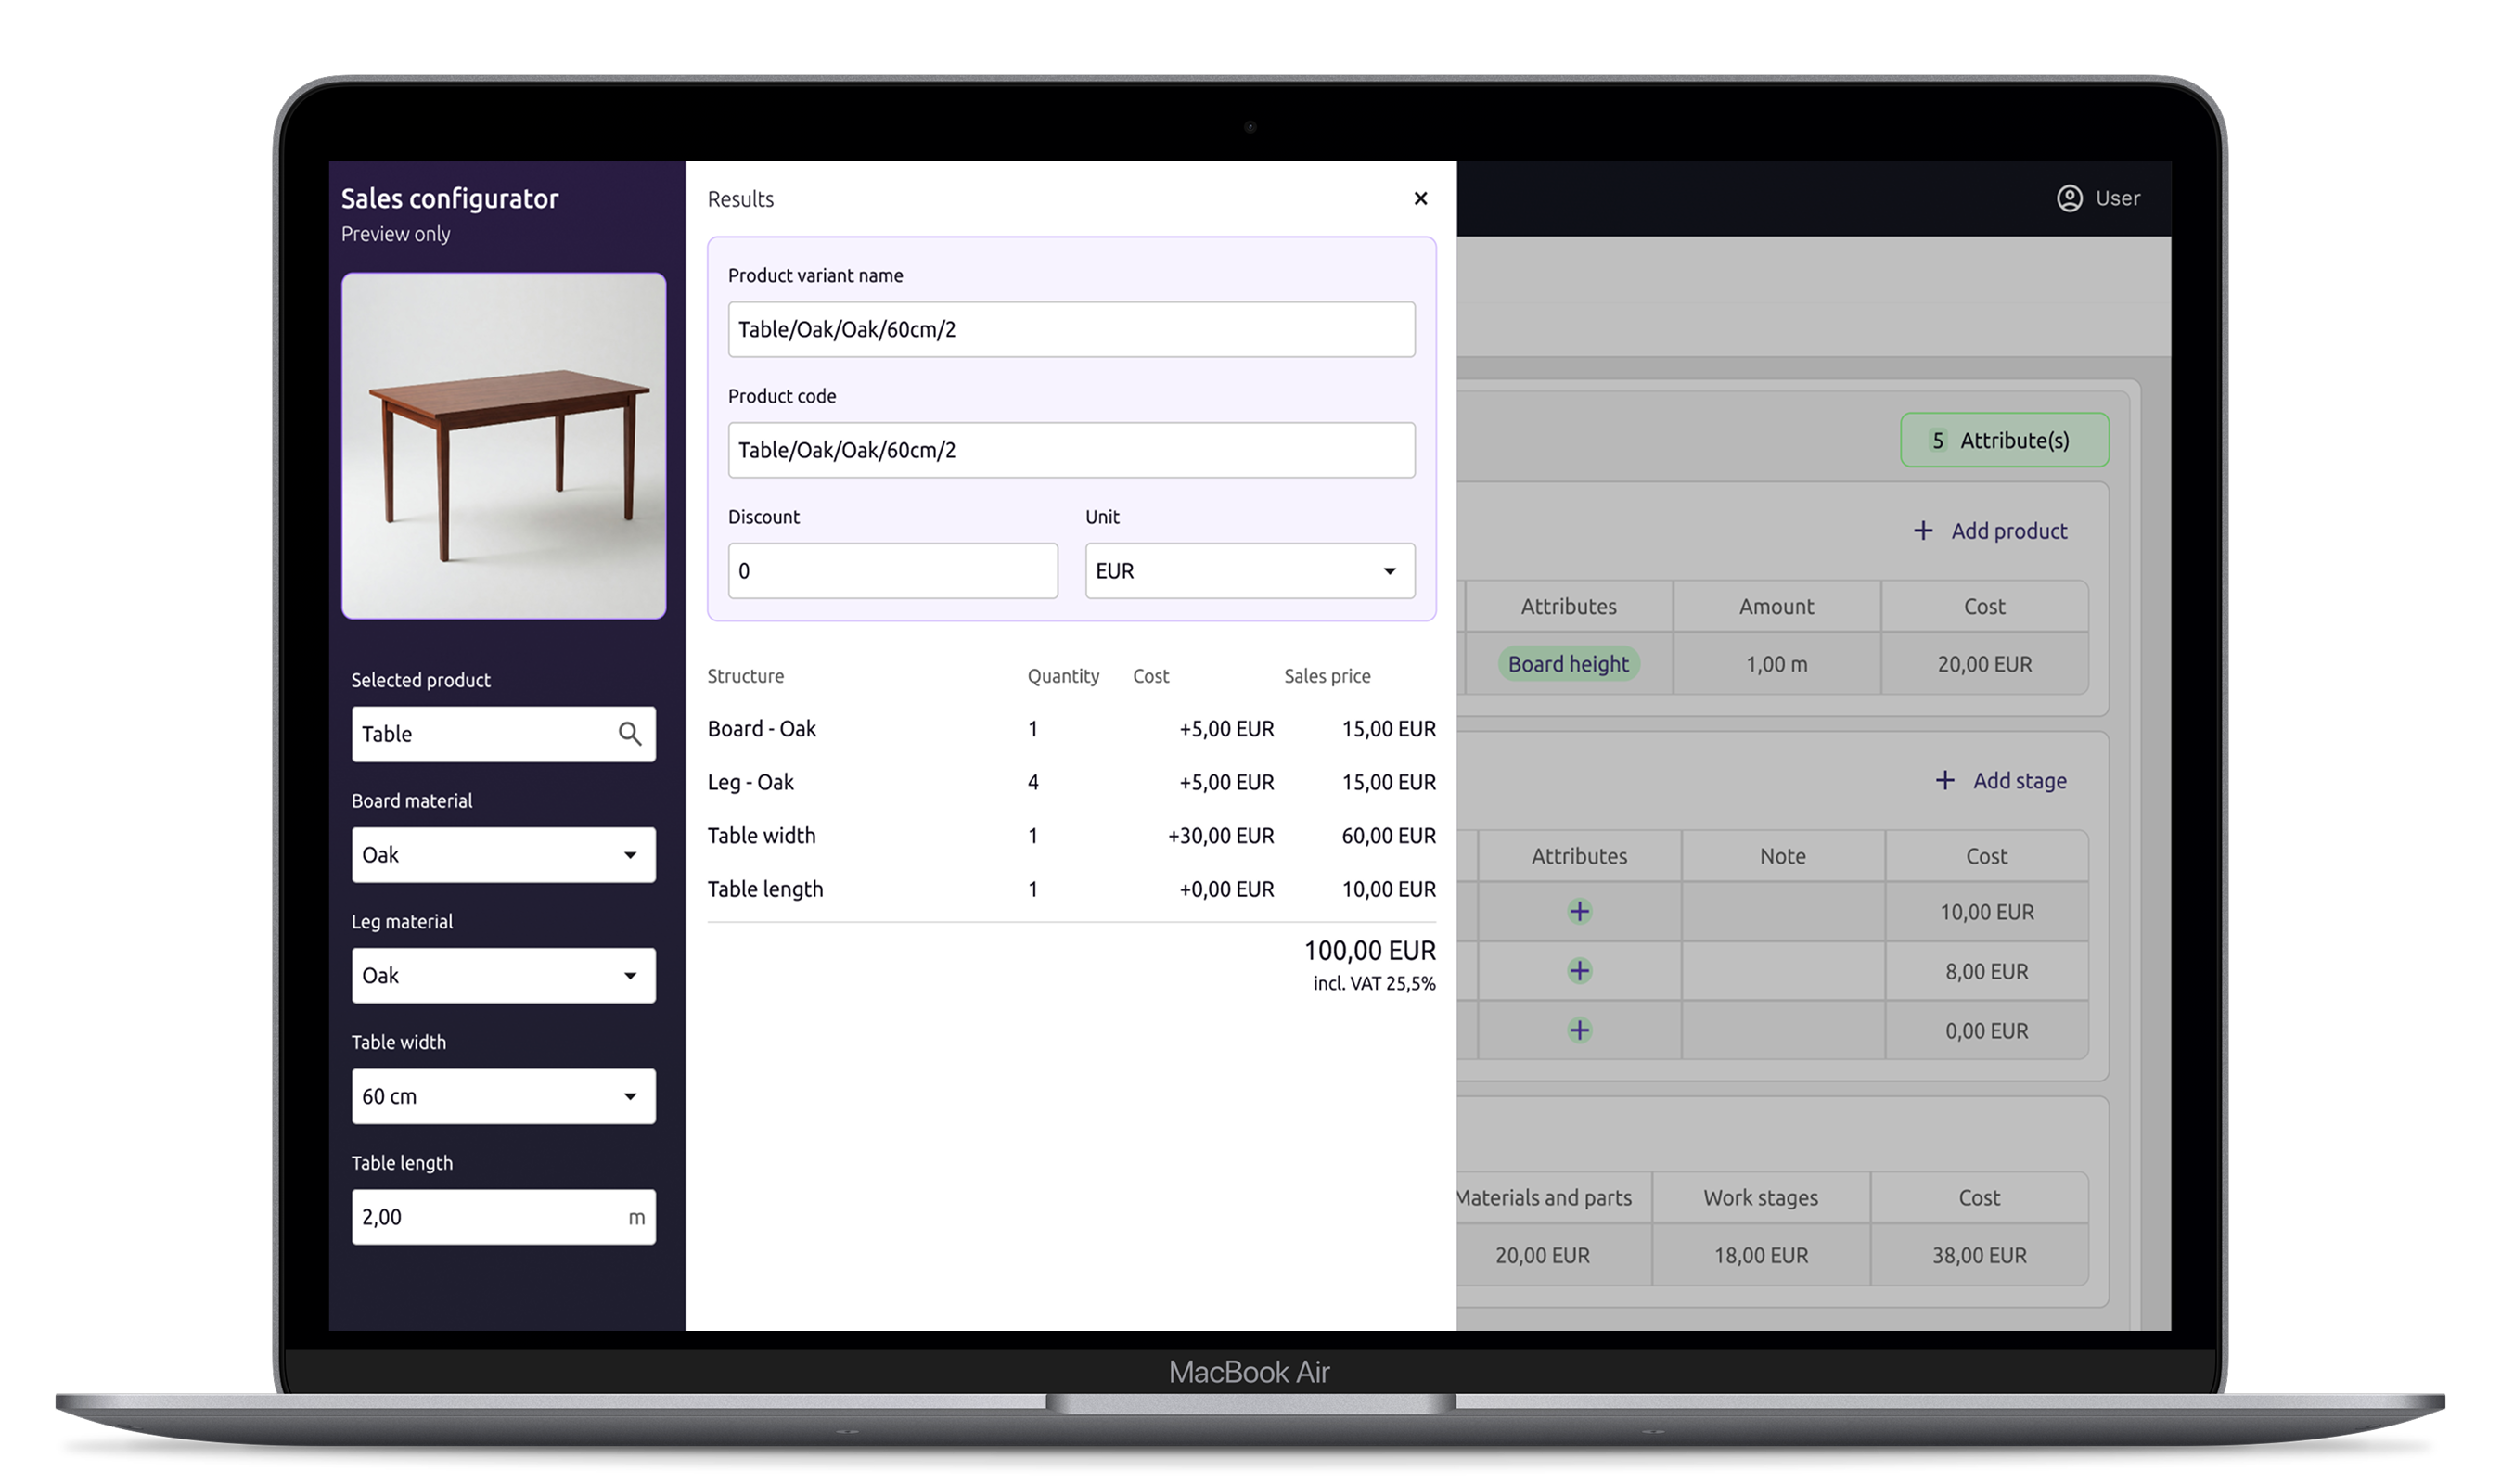 Sales configurator
Preview only
Selected product
Table
Board material
Oak
Leg material
Oak
Table width
60 cm
Table length
2,00 m
Results
Product variant name
Table/Oak/Oak/60cm/2
Product code
Table/Oak/Oak/60cm/2
Discount Unit
0 EUR
Structure Quantity Cost Sales price
Board - Oak 1 +5,00 EUR 15,00 EUR
Leg - Oak 4 +5,00 EUR 15,00 EUR
Table width 1 +30,00 EUR 60,00 EUR
Table length 1 +0,00 EUR 10,00 EUR
100,00 EUR
incl. VAT 25,5%
User
5 Attribute(s)
+ Add product
Attributes Amount Cost
Board height 1,00 m 20,00 EUR
+ Add stage
Attributes Note Cost
+ 10,00 EUR
+ 8,00 EUR
+ 0,00 EUR
Materials and parts Work stages Cost
20,00 EUR 18,00 EUR 38,00 EUR
MacBook Air